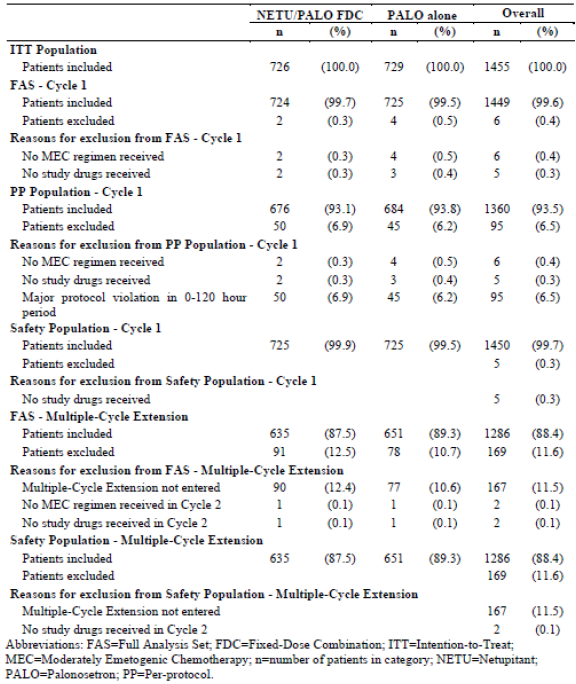 NETU/PALO FDC PALO alone Overall
n (%) n (%) n (%)
ITT Population
Patients included 726 (100.0) 729 (100.0) 1455 (100.0)
FAS - Cycle 1
Patients included 724 (99.7) 725 (99.5) 1449 (99.6)
Patients excluded 2 (0.3) 4 (0.5) 6 (0.4)
Reasons for exclusion from FAS - Cycle 1
No MEC regimen received 2 (0.3) 4 (0.5) 6 (0.4)
No study drugs received 2 (0.3) 3 (0.4) 5 (0.3)
PP Population - Cycle 1
Patients included 676 (93.1) 684 (93.8) 1360 (93.5)
Patients excluded 50 (6.9) 45 (6.2) 95 (6.5)
Reasons for exclusion from PP Population - Cycle 1
No MEC regimen received 2 (0.3) 4 (0.5) 6 (0.4)
No study drugs received 2 (0.3) 3 (0.4) 5 (0.3)
Major protocol violation in 0-120 hour 50 (6.9) 45 (6.2) 95 (6.5)
period
Safety Population - Cycle 1
Patients included 725 (99.9) 725 (99.5) 1450 (99.7)
Patients excluded 5 (0.3)
Reasons for exclusion from Safety Population - Cycle 1
No study drugs received 5 (0.3)
FAS - Multiple-Cycle Extension
Patients included 635 (87.5) 651 (89.3) 1286 (88.4)
Patients excluded 91 (12.5) 78 (10.7) 169 (11.6)
Reasons for exclusion from FAS - Multiple-Cycle Extension
Multiple-Cycle Extension not entered 90 (12.4) 77 (10.6) 167 (11.5)
No MEC regimen received in Cycle 2 1 (0.1) 1 (0.1) 2 (0.1)
No study drugs received in Cycle 2 1 (0.1) 1 (0.1) 2 (0.1)
Safety Population - Multiple-Cycle Extension
Patients included 635 (87.5) 651 (89.3) 1286 (88.4)
Patients excluded 169 (11.6)
Reasons for exclusion from Safety Population - Multiple-Cycle Extension
Multiple-Cycle Extension not entered 167 (11.5)
No study drugs received in Cycle 2 2 (0.1)
Abbreviations: FAS=Full Analysis Set; FDC=Fixed-Dose Combination; ITT=Intention-to-Treat;
MEC=Moderately Emetogenic Chemotherapy; n=number of patients in category; NETU=Netupitant;
PALO=Palonosetron; PP=Per-protocol.